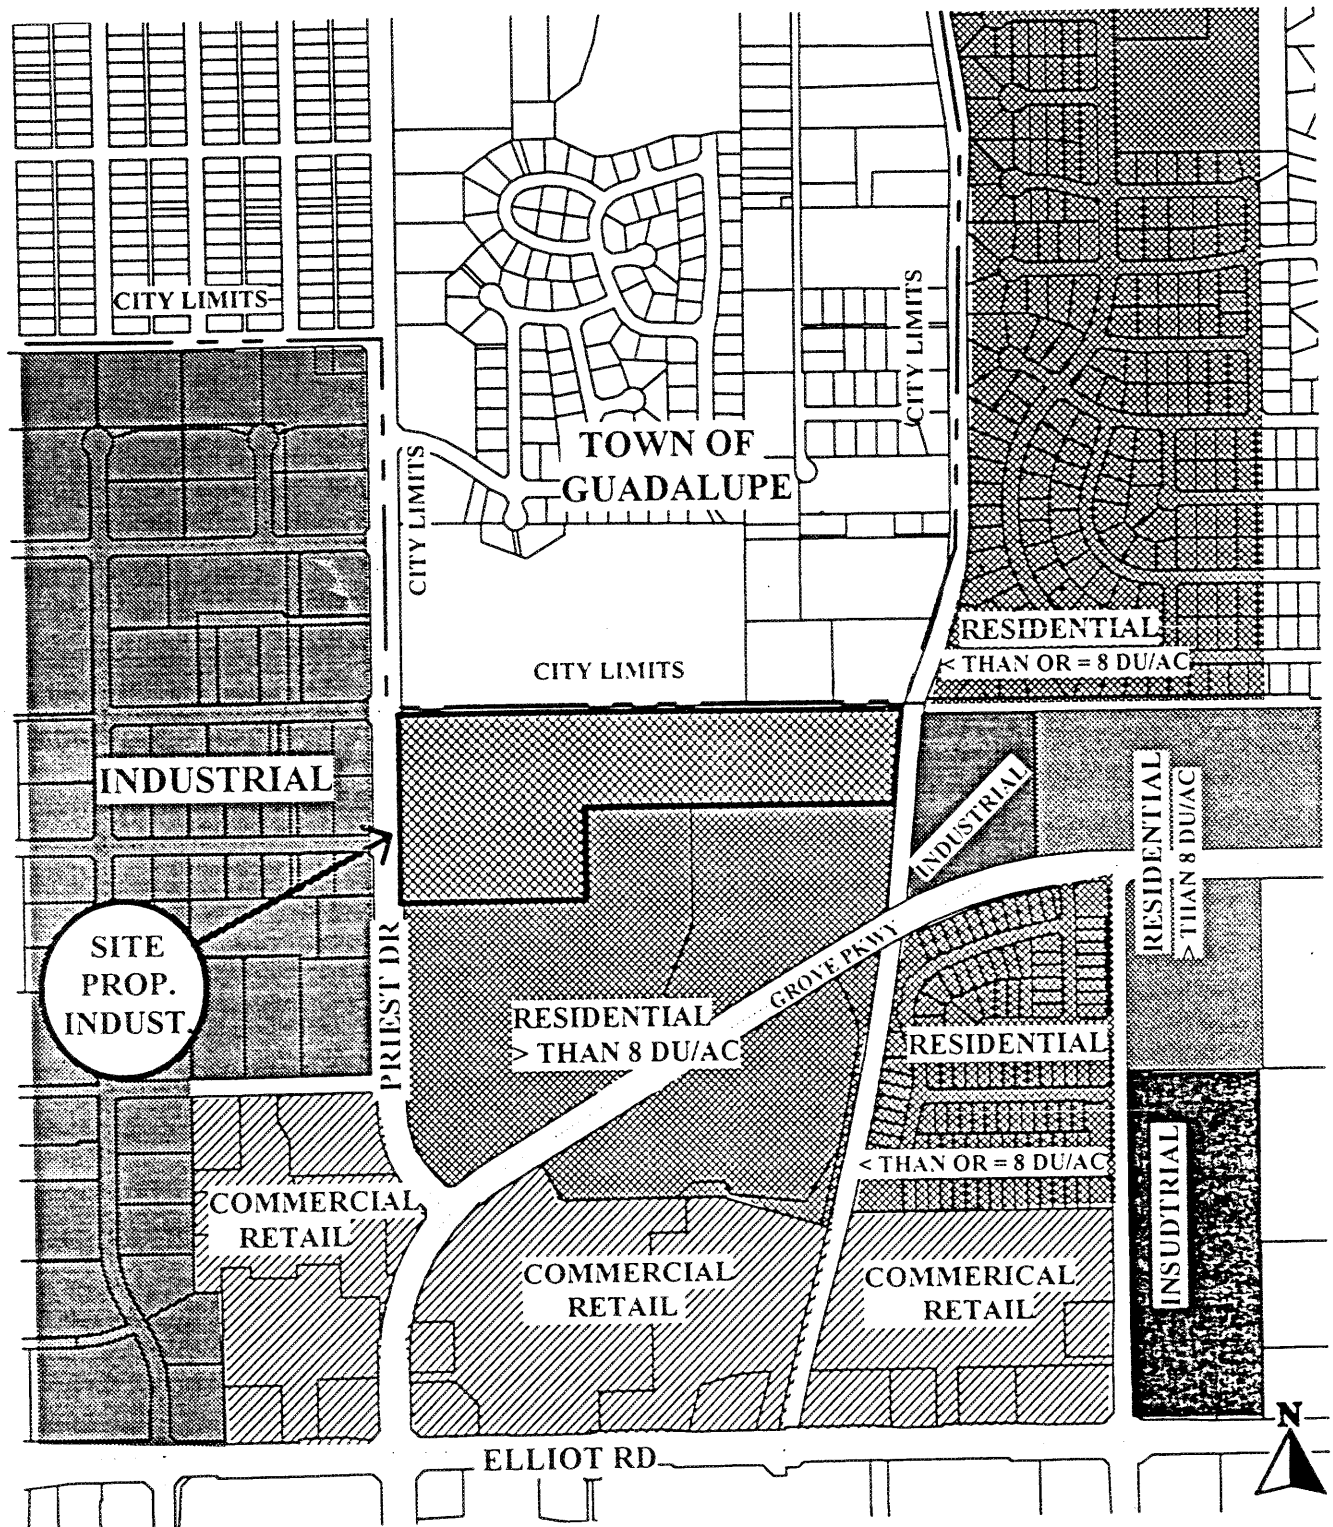 CITY LIMITS
CITY LIMITS
TOWN OF
GUADALUPE
CITY LIMITS
CITY LIMITS
RESIDENTIAL
< THAN OR = 8 DU/AC
INDUSTRIAL
INDUSTRIAL
RESIDENTIAL
> THAN 8 DU/AC
SITE
PROP.
INDUST.
PRIEST DR
GROVE PKWY
RESIDENTIAL
> THAN 8 DU/AC
RESIDENTIAL
< THAN OR = 8 DU/AC
INSUDTRIAL
COMMERCIAL
RETAIL
COMMERCIAL
RETAIL
COMMERICAL
RETAIL
N
ELLIOT RD